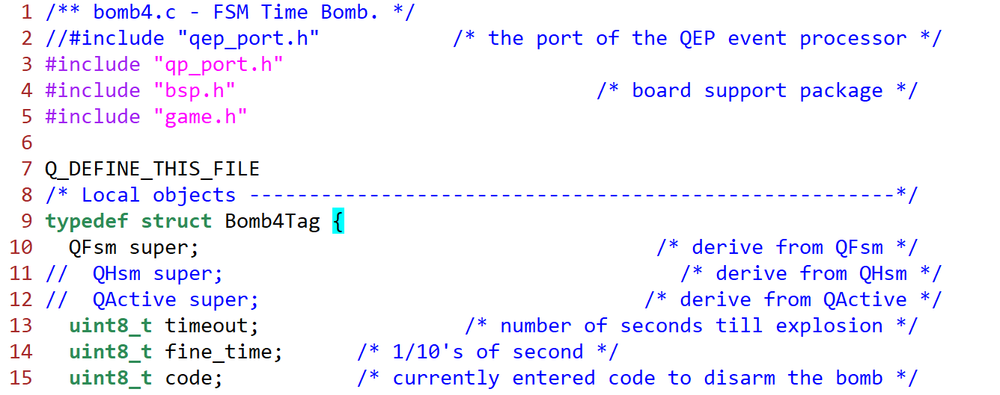 1 /** bomb4.c - FSM Time Bomb. */
2 //#include "qep_port.h" /* the port of the QEP event processor */
3 #include "qp_port.h"
4 #include "bsp.h" /* board support package */
5 #include "game.h"
6
7 Q_DEFINE_THIS_FILE
8 /* Local objects ------------------------------------------------------*/
9 typedef struct Bomb4Tag {
10 QFsm super; /* derive from QFsm */
11 // QHsm super; /* derive from QHsm */
12 // QActive super; /* derive from QActive */
13 uint8_t timeout; /* number of seconds till explosion */
14 uint8_t fine_time; /* 1/10's of second */
15 uint8_t code; /* currently entered code to disarm the bomb */